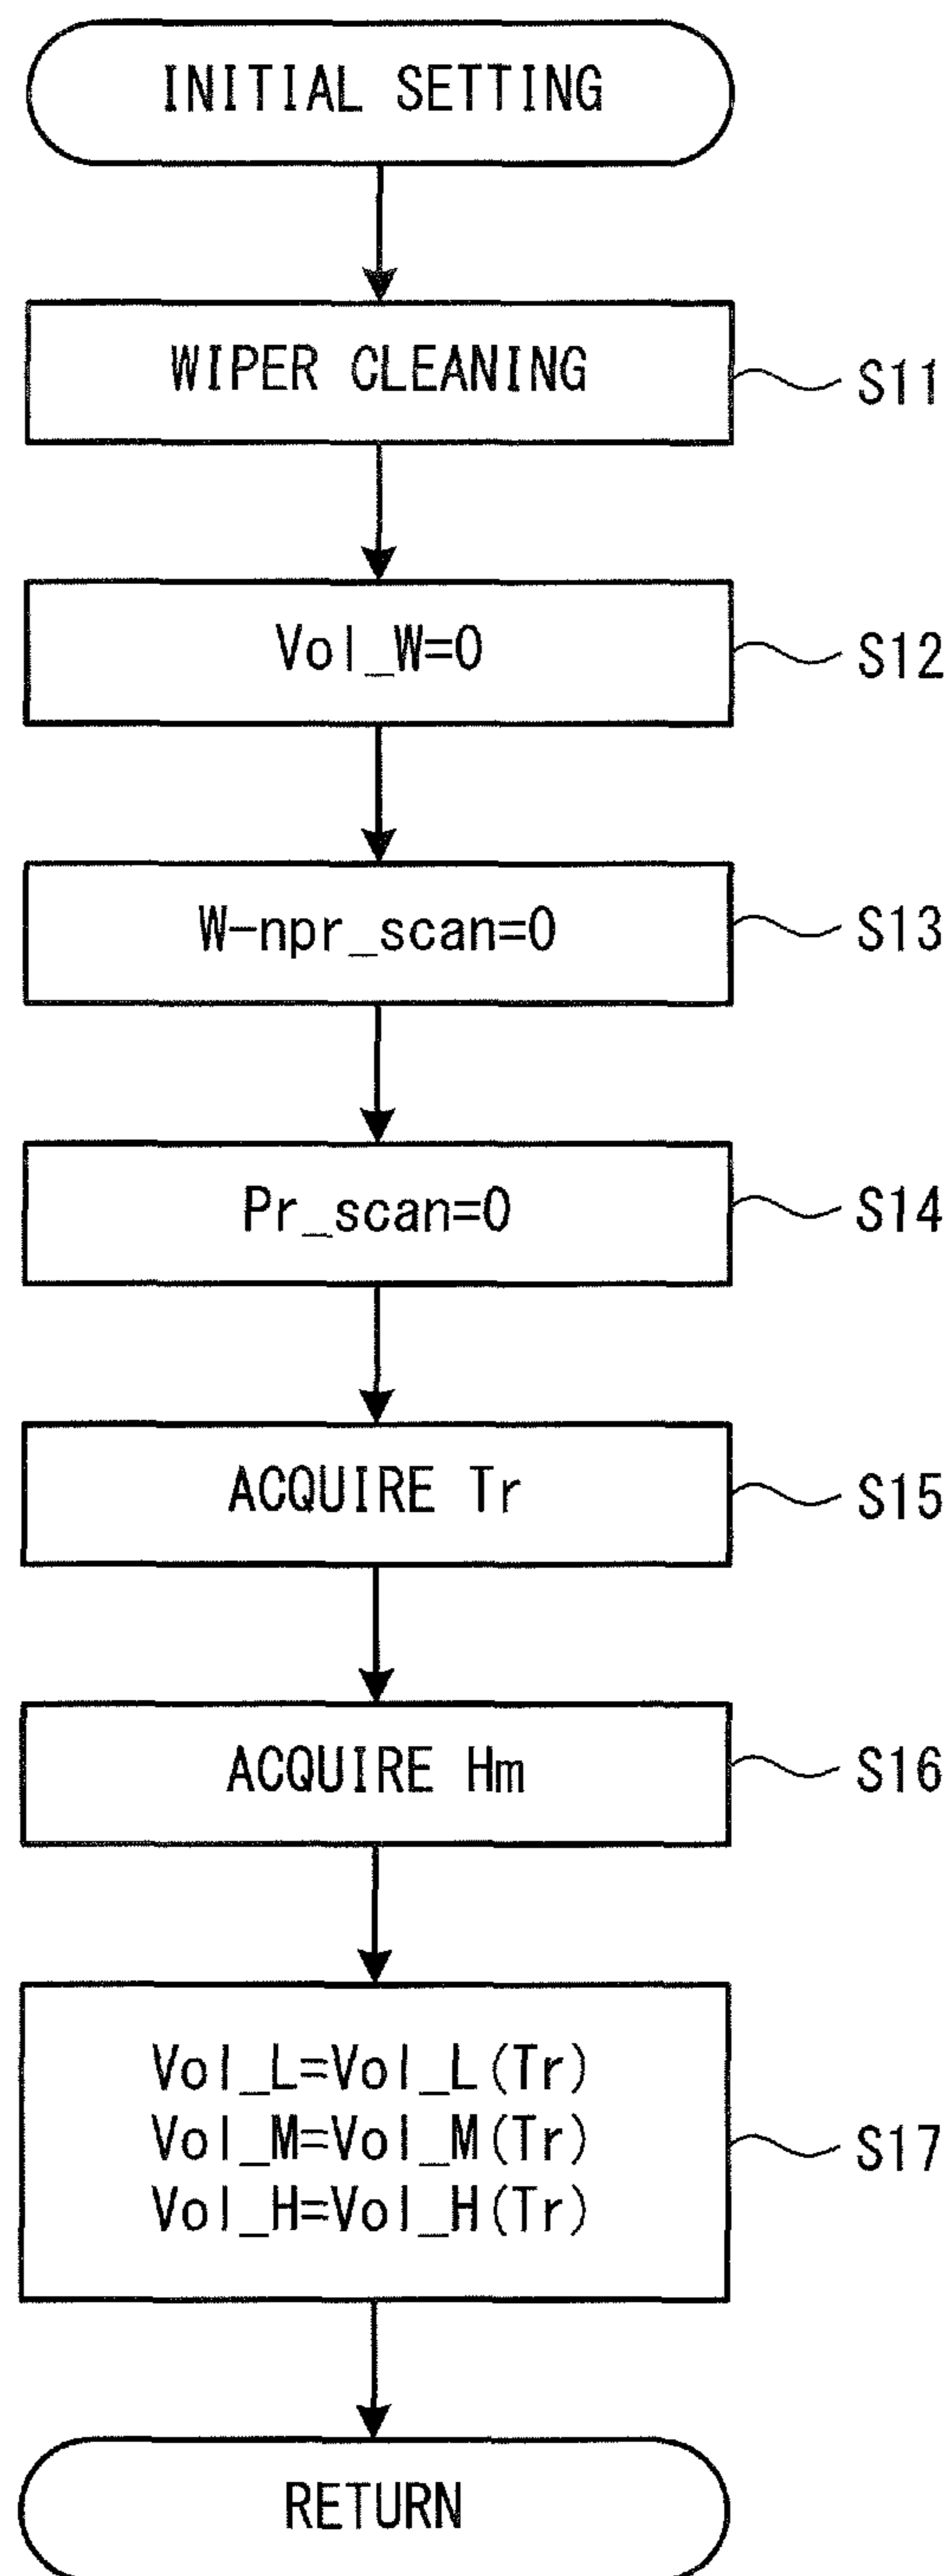 INITIAL SETTING
WIPER CLEANING
S11
Vol_W=0
S12
W-npr_scan=0
S13
Pr_scan=0
S14
ACQUIRE Tr
S15
ACQUIRE Hm
S16
Vol_L=Vol_L(Tr)
Vol_M=Vol_M(Tr)
Vol_H=Vol_H(Tr)
S17
RETURN